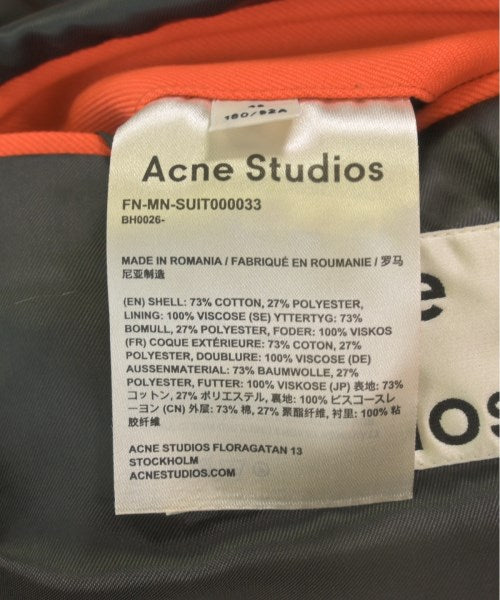 180/92A
Acne Studios
FN-MN-SUIT000033
BH0026-
MADE IN ROMANIA / FABRIQUÉ EN ROUMANIE / 罗马
尼亚制造
(EN) SHELL: 73% COTTON, 27% POLYESTER,
LINING: 100% VISCOSE (SE) YTTERTYG: 73%
BOMULL, 27% POLYESTER, FODER: 100% VISKOS
(FR) COQUE EXTÉRIEURE: 73% COTON, 27%
POLYESTER, DOUBLURE: 100% VISCOSE (DE)
AUSSENMATERIAL: 73% BAUMWOLLE, 27%
POLYESTER, FUTTER: 100% VISKOSE (JP) 表地: 73%
コットン, 27% ポリエステル, 裏地: 100% ビスコースレ
ーヨン (CN) 外层: 73% 棉, 27% 聚酯纤维, 衬里: 100% 粘
胶纤维
ACNE STUDIOS FLORAGATAN 13
STOCKHOLM
ACNESTUDIOS.COM
e
ios